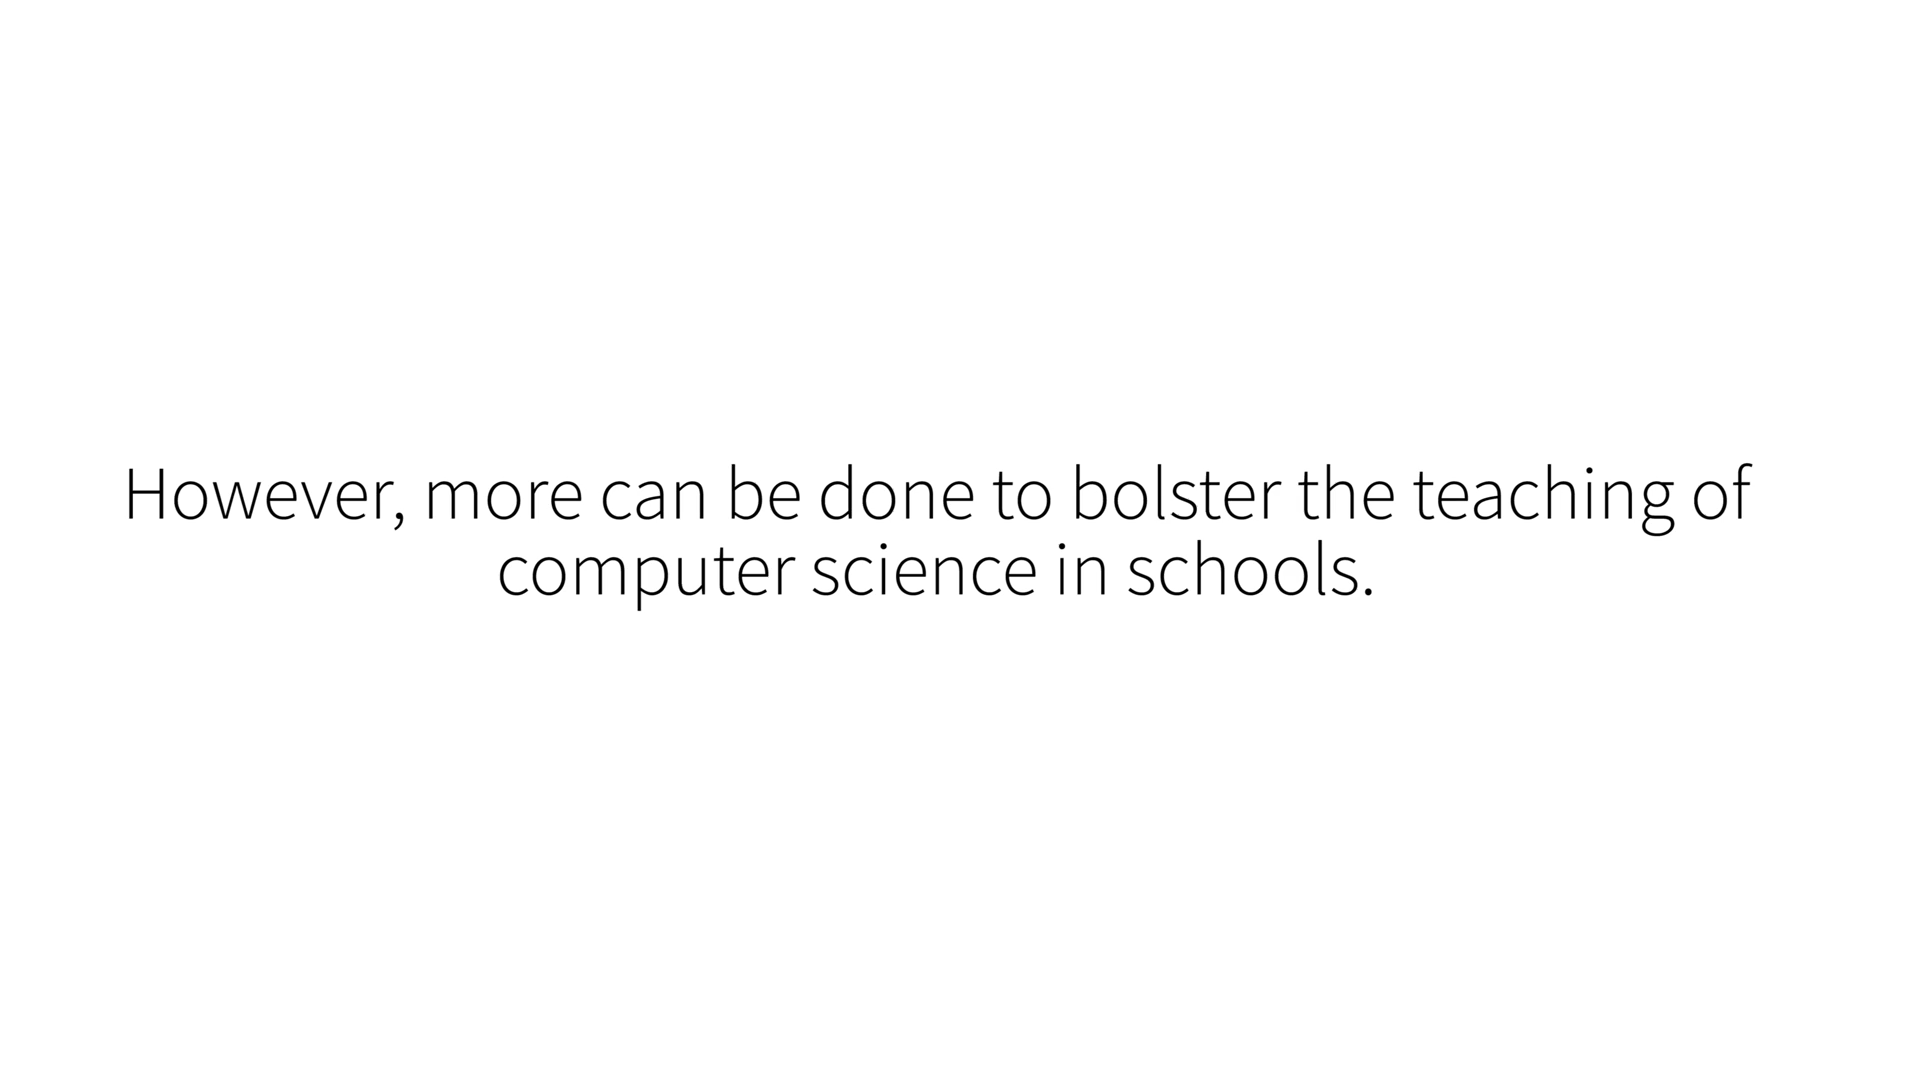 However, more can be done to bolster the teaching of
computer science in schools.